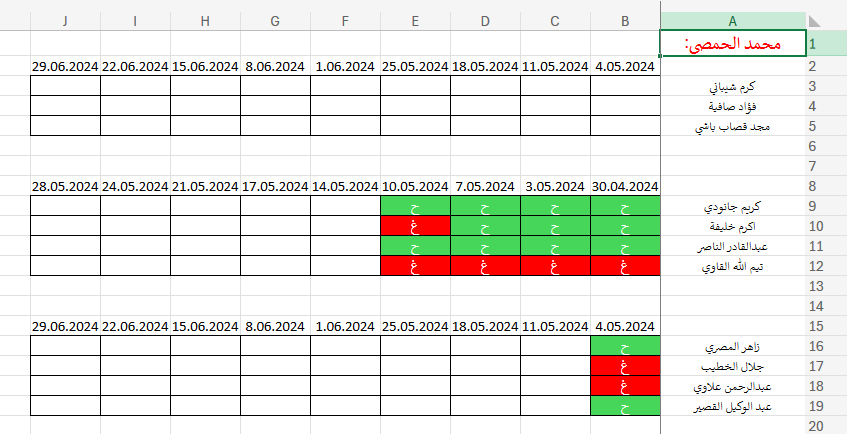 A B C D E F G H I J
1 محمد الحمصي:
2 4.05.2024 11.05.2024 18.05.2024 25.05.2024 1.06.2024 8.06.2024 15.06.2024 22.06.2024 29.06.2024
3 كرم شيباني
4 فؤاد صافية
5 مجد قصاب باشي
6
7
8 30.04.2024 3.05.2024 7.05.2024 10.05.2024 14.05.2024 17.05.2024 21.05.2024 24.05.2024 28.05.2024
9 كريم جانودي ح ح ح ح
10 اكرم خليفة ح ح ح غ
11 عبدالقادر الناصر ح ح ح ح
12 تيم الله القاوي غ غ غ غ
13
14
15 4.05.2024 11.05.2024 18.05.2024 25.05.2024 1.06.2024 8.06.2024 15.06.2024 22.06.2024 29.06.2024
16 زاهر المصري ح
17 جلال الخطيب غ
18 عبدالرحمن علاوي غ
19 عبد الوكيل القصير ح
20